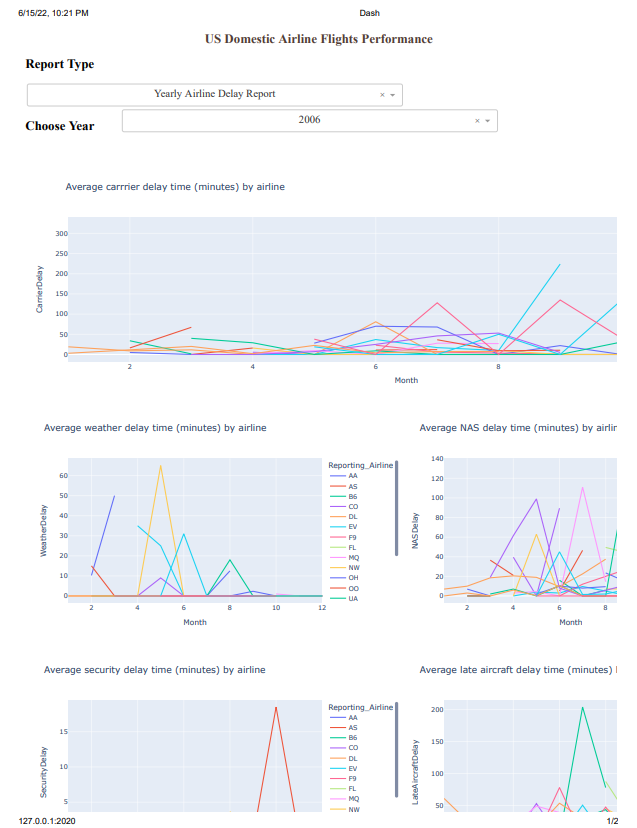 6/15/22, 10:21 PM Dash
US Domestic Airline Flights Performance
Report Type
Yearly Airline Delay Report × 
Choose Year
2006 ×
Average carrrier delay time (minutes) by airline
300
250
200
150
100
50
0
CarrierDelay
2 4 6 8
Month
Average weather delay time (minutes) by airline
60
50
40
30
20
10
0
WeatherDelay
2 4 6 8 10 12
Month
Reporting_Airline
AA
AS
B6
CO
DL
EV
F9
FL
MQ
NW
OH
OO
UA
Average NAS delay time (minutes) by airlin
140
120
100
80
60
40
20
0
NASDelay
2 4 6 8
Month
Average security delay time (minutes) by airline
15
10
5
SecurityDelay
Reporting_Airline
AA
AS
B6
CO
DL
EV
F9
FL
MQ
NW
Average late aircraft delay time (minutes)
200
150
100
50
LateAircraftDelay
127.0.0.1:2020 1/2